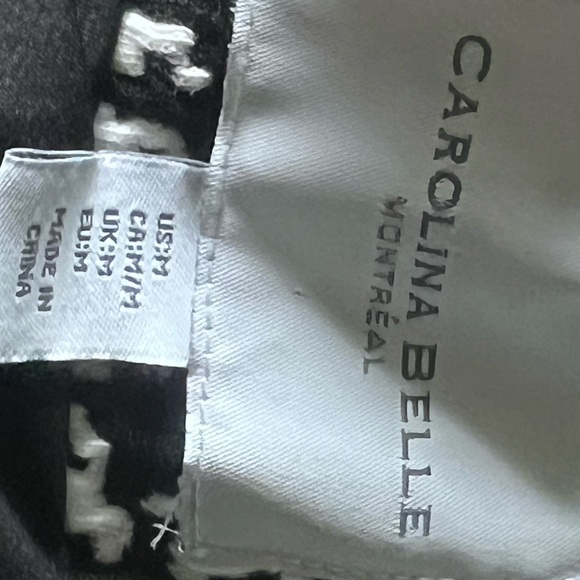 CAROLINA BELLE
MONTRÉAL
US:M
CA:M/M
UK:M
EU:M
MADE IN
CHINA